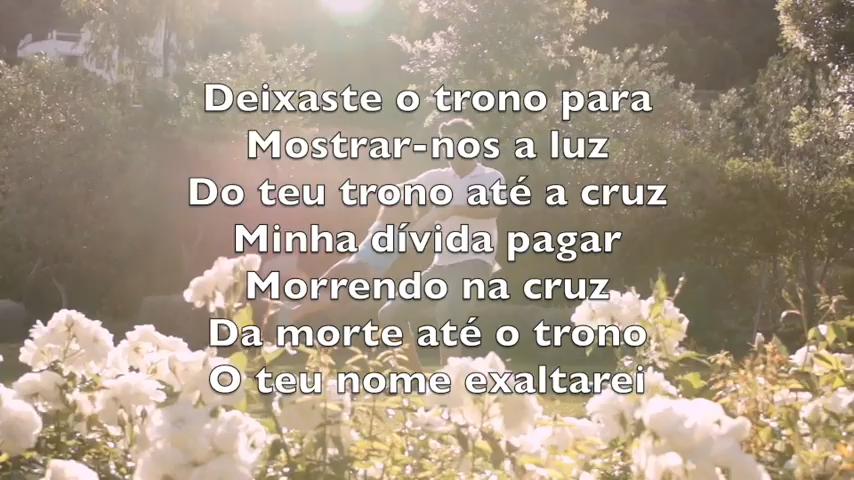 Deixaste o trono para
Mostrar-nos a luz
Do teu trono até a cruz
Minha dívida pagar
Morrendo na cruz
Da morte até o trono
O teu nome exaltarei